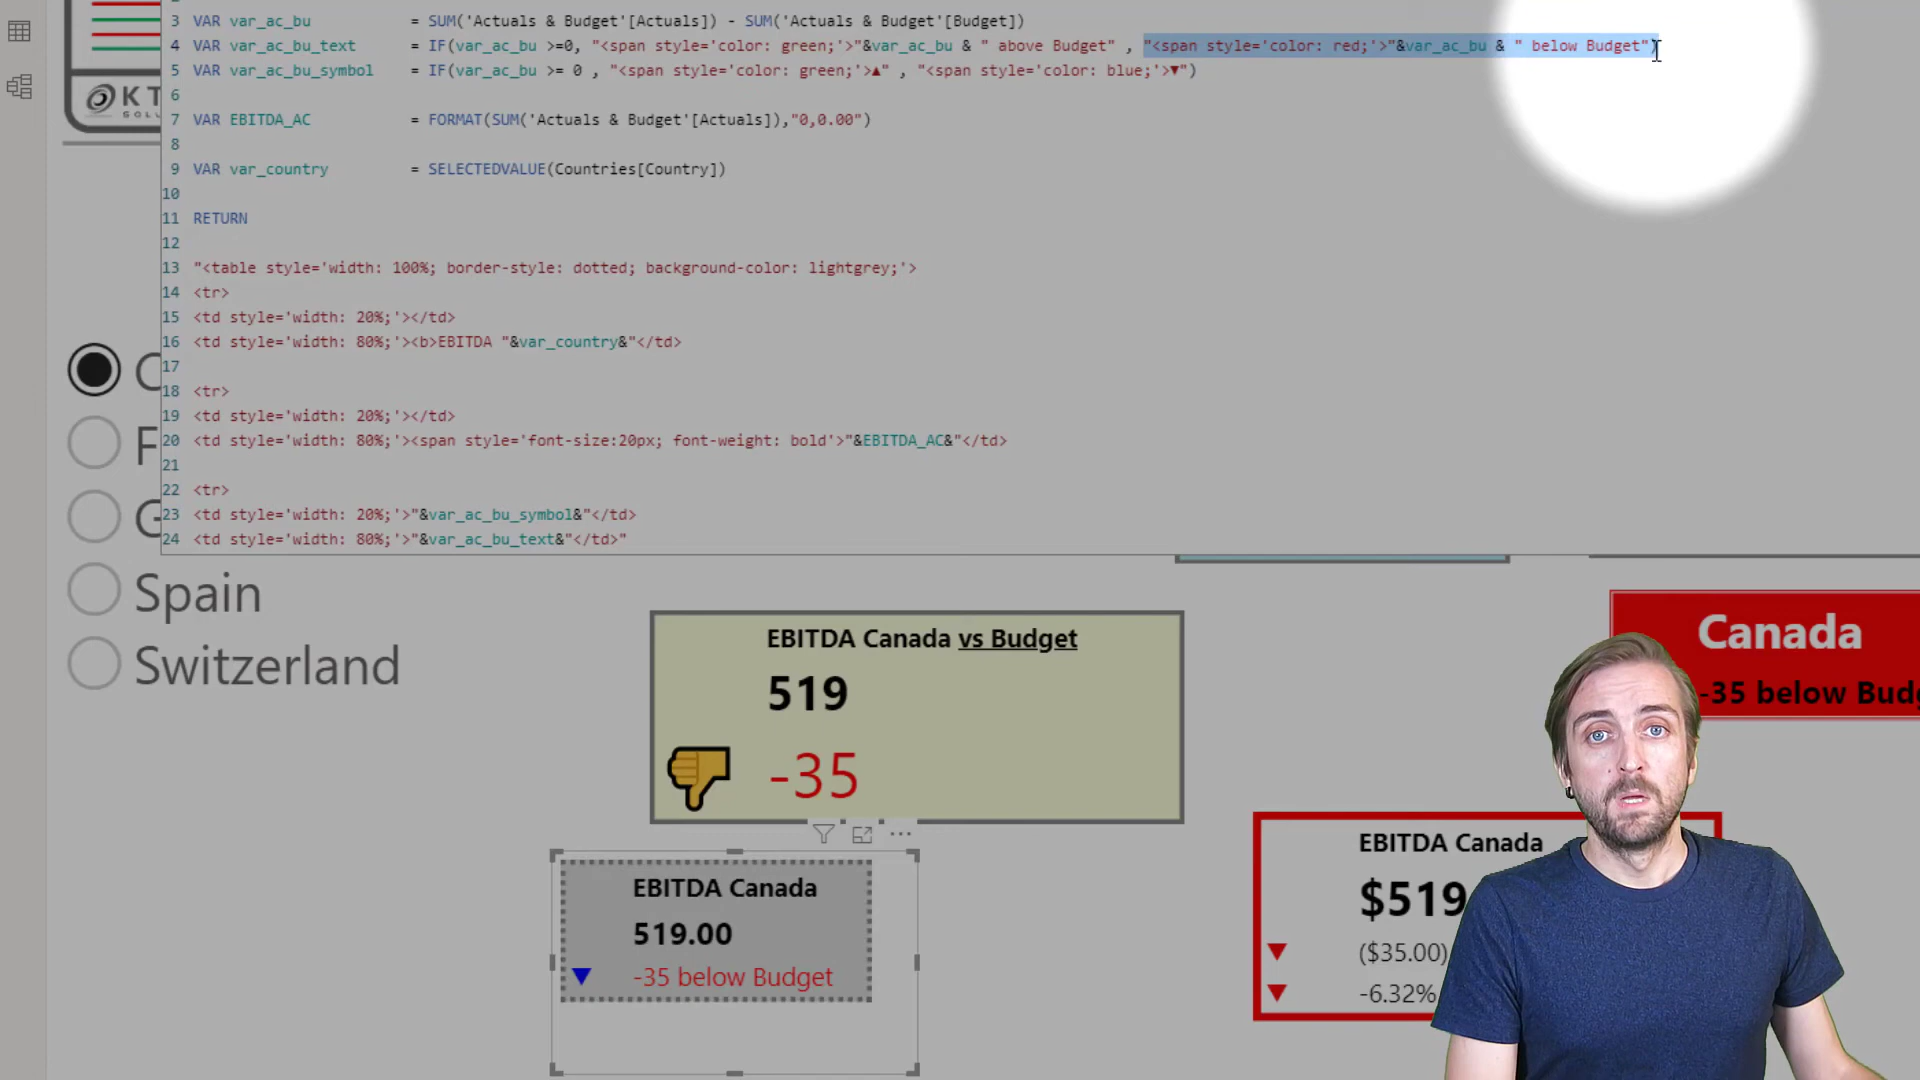 3 VAR var_ac_bu = SUM('Actuals & Budget'[Actuals]) - SUM('Actuals & Budget'[Budget])
4 VAR var_ac_bu_text = IF(var_ac_bu >=0, "<span style='color: green;'>"&var_ac_bu & " above Budget" , "<span style='color: red;'>"&var_ac_bu & " below Budget")
5 VAR var_ac_bu_symbol = IF(var_ac_bu >= 0 , "<span style='color: green;'>▲" , "<span style='color: blue;'>▼")
6
7 VAR EBITDA_AC = FORMAT(SUM('Actuals & Budget'[Actuals]),"0,0.00")
8
9 VAR var_country = SELECTEDVALUE(Countries[Country])
10
11 RETURN
12
13 "<table style='width: 100%; border-style: dotted; background-color: lightgrey;'>
14 <tr>
15 <td style='width: 20%;'></td>
16 <td style='width: 80%;'><b>EBITDA "&var_country&"</td>
17
18 <tr>
19 <td style='width: 20%;'></td>
20 <td style='width: 80%;'><span style='font-size:20px; font-weight: bold'>"&EBITDA_AC&"</td>
21
22 <tr>
23 <td style='width: 20%;'>"&var_ac_bu_symbol&"</td>
24 <td style='width: 80%;'>"&var_ac_bu_text&"</td>"
Spain
Switzerland
EBITDA Canada vs Budget
519
-35
EBITDA Canada
519.00
▼ -35 below Budget
Canada
-35 below Budg
EBITDA Canada
$519
▼ ($35.00)
▼ -6.32%